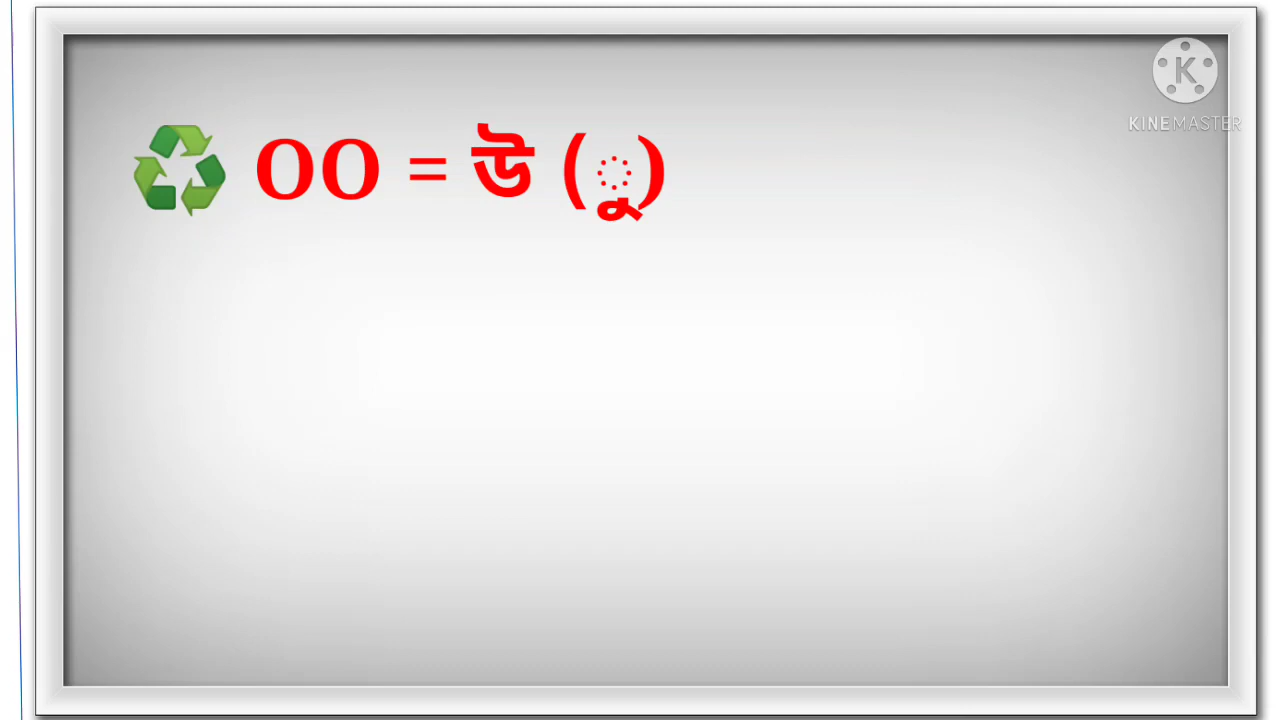 ♻️ OO = উ (ু)
K
KINEMASTER